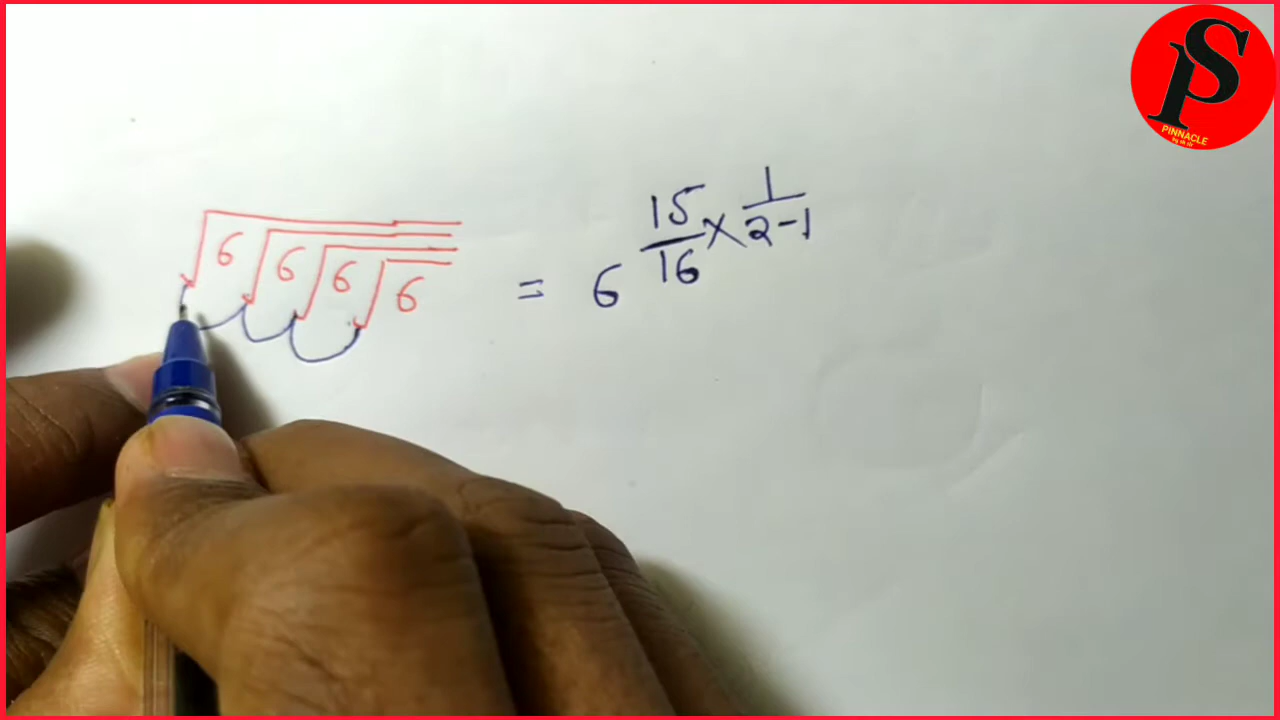 √6√6√6√6 = 6^(15/16 × 1/(2-1))
PS
PINNACLE